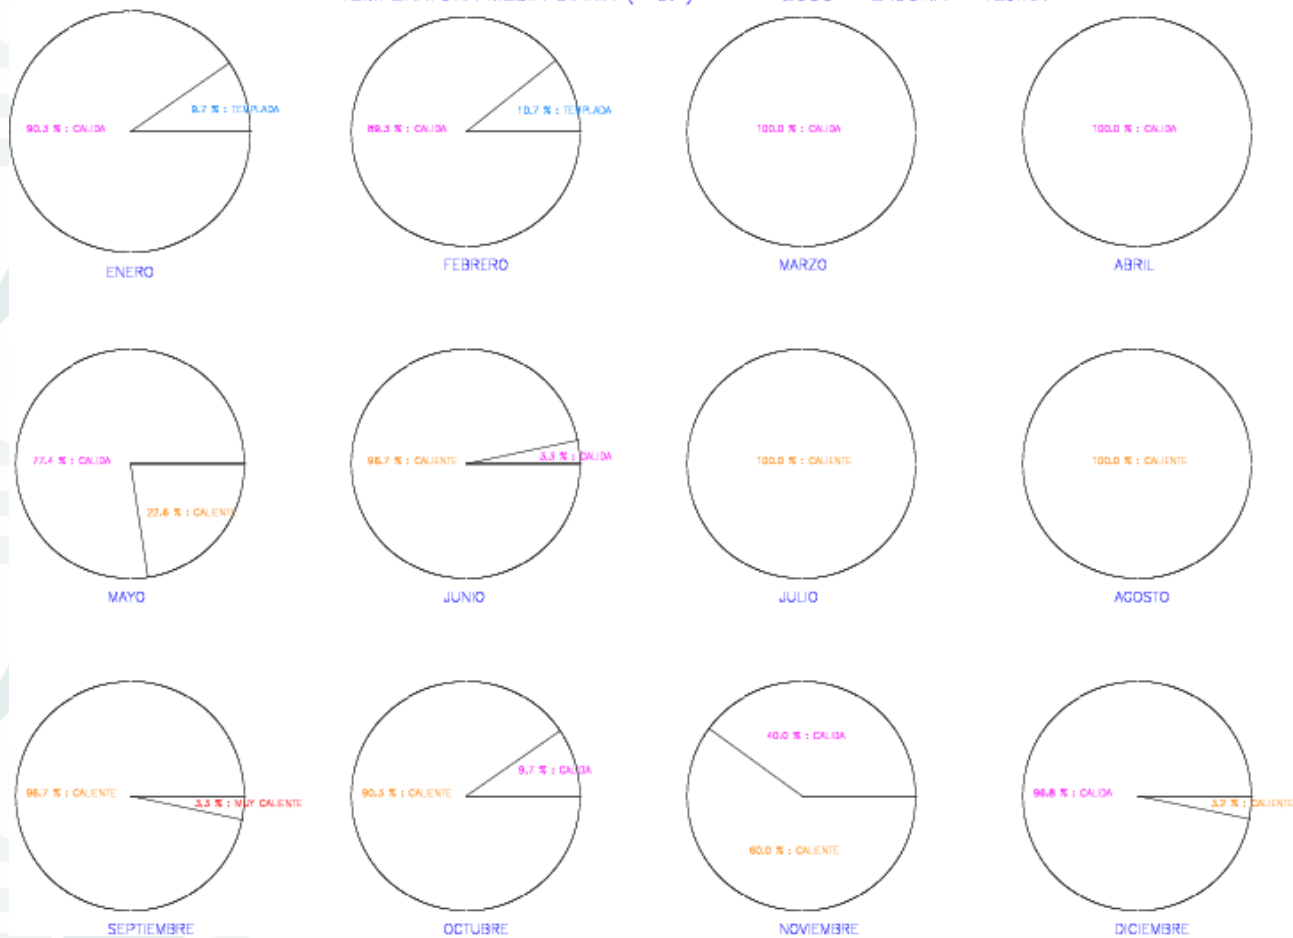 90.3 % : CALIDA
9.7 % : TEMPLADA
ENERO
89.3 % : CALIDA
10.7 % : TEMPLADA
FEBRERO
100.0 % : CALIDA
MARZO
100.0 % : CALIDA
ABRIL
77.4 % : CALIDA
22.6 % : CALIENTE
MAYO
96.7 % : CALIENTE
3.3 % : CALIDA
JUNIO
100.0 % : CALIENTE
JULIO
100.0 % : CALIENTE
AGOSTO
96.7 % : CALIENTE
3.3 % : MUY CALIENTE
SEPTIEMBRE
90.3 % : CALIENTE
9.7 % : CALIDA
OCTUBRE
40.0 % : CALIDA
60.0 % : CALIENTE
NOVIEMBRE
96.8 % : CALIDA
3.2 % : CALIENTE
DICIEMBRE